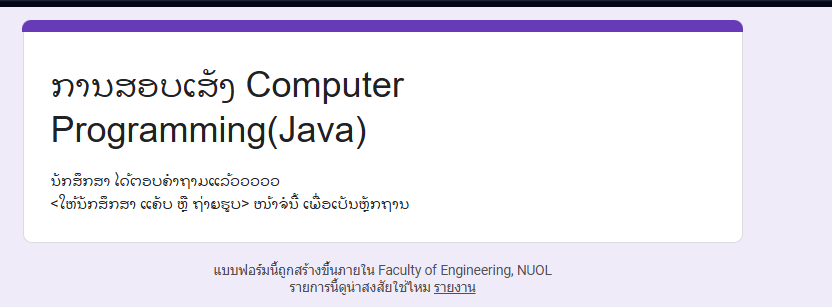 ການສອບເສັງ Computer
Programming(Java)
ນັກສຶກສາ ໄດ້ຕອບຄຳຖາມແລ້ວວວວວ
<ໃຫ້ນັກສຶກສາ ແຄັບ ຫຼື ຖ່າຍຮູບ> ໜ້າຈໍນີ້ ເພື່ອເປັນຫຼັກຖານ
แบบฟอร์มนี้ถูกสร้างขึ้นภายใน Faculty of Engineering, NUOL
รายการนี้ดูน่าสงสัยใช่ไหม รายงาน